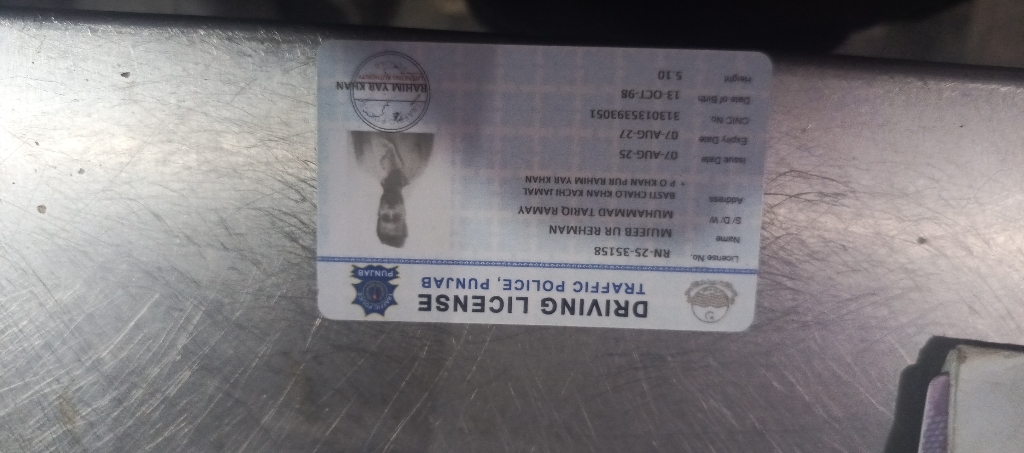 DRIVING LICENSE
TRAFFIC POLICE, PUNJAB
PUNJAB
License No. RN-25-35158
Name MUJEEB UR REHMAN
S/ D/ W MUHAMMAD TARIQ RAMAY
Address BASTI CHALO KHAN KACHI JAMAL
P O KHAN PUR RAHIM YAR KHAN
Issue Date 07-AUG-25
Expiry Date 07-AUG-27
CNIC No. 3130135393051
Date of Birth 13-OCT-98
Height 5.10
RAHIM YAR KHAN